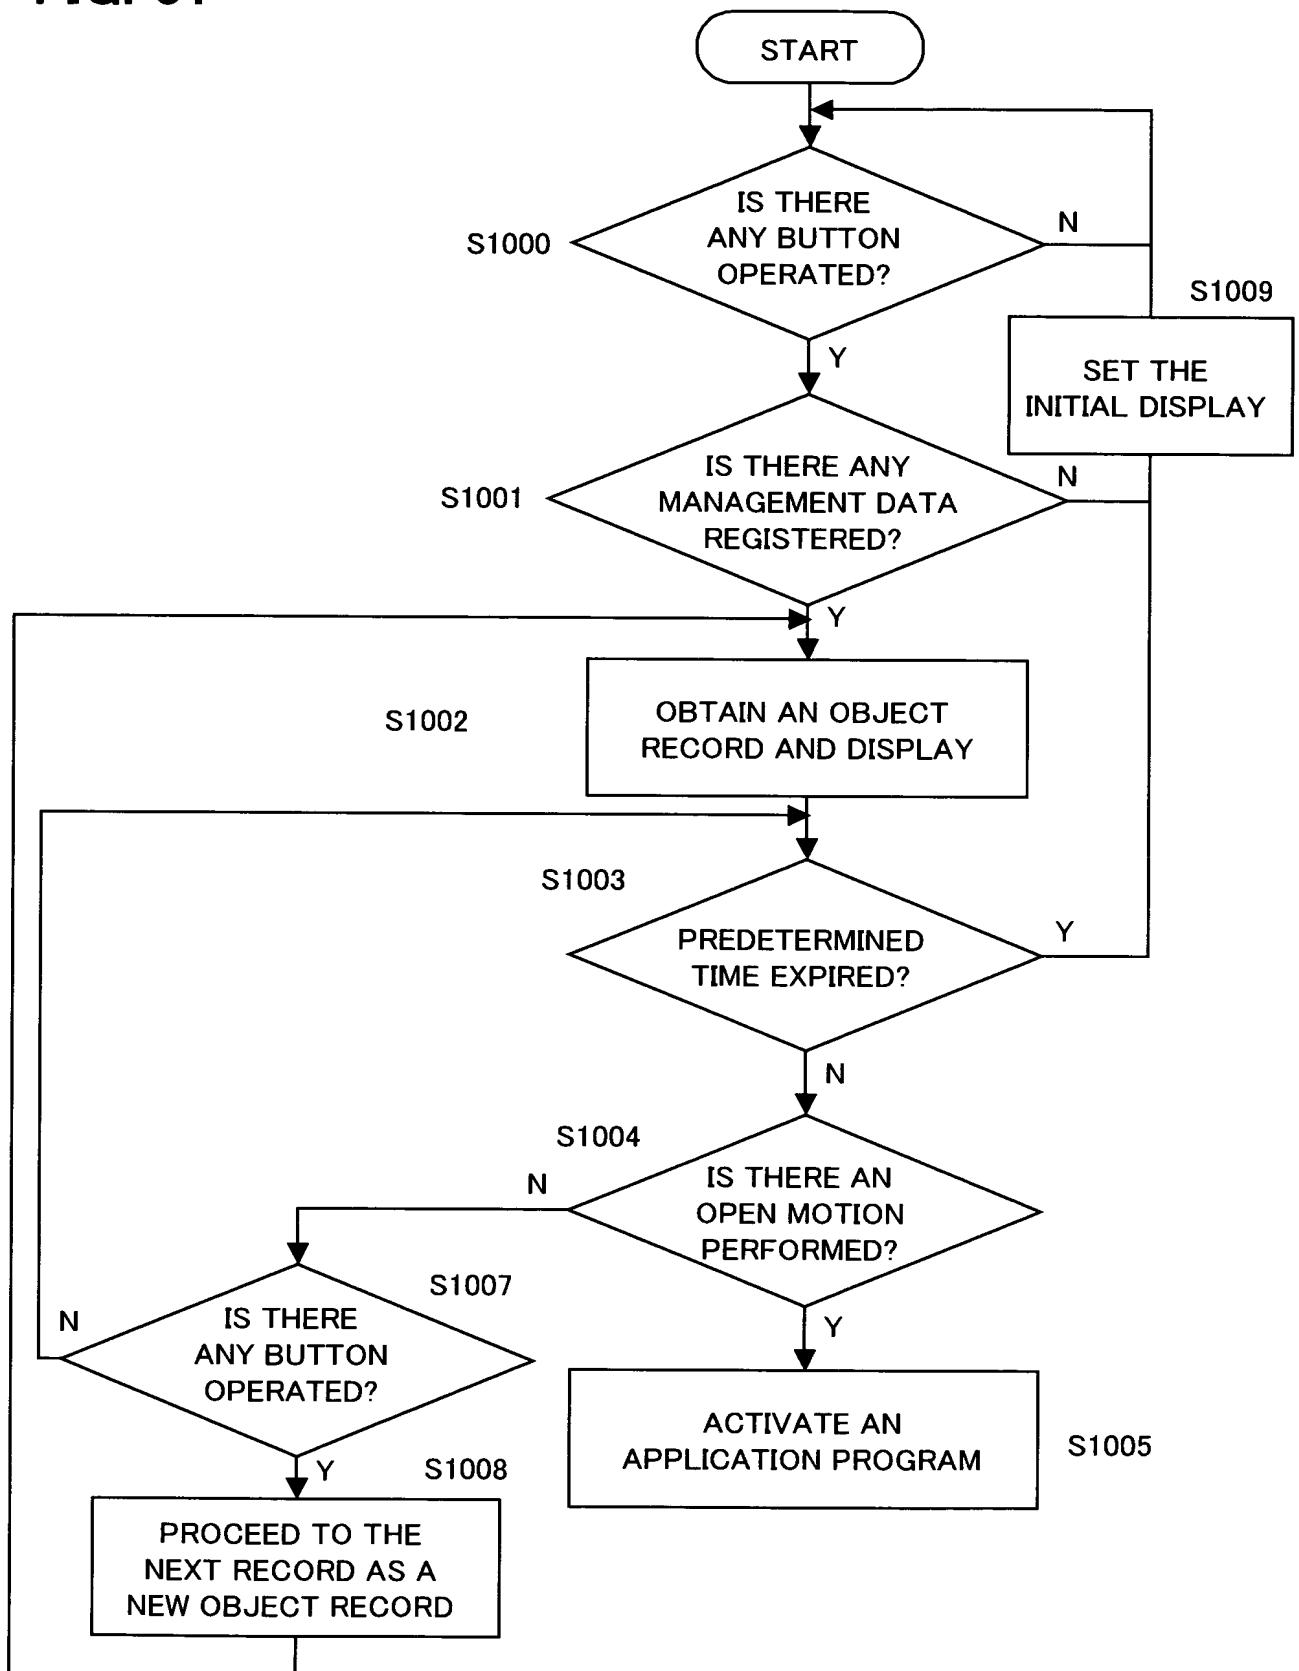 START
IS THERE
ANY BUTTON
OPERATED?
N
S1000
S1009
Y
SET THE
INITIAL DISPLAY
IS THERE ANY
MANAGEMENT DATA
REGISTERED?
N
S1001
Y
S1002
OBTAIN AN OBJECT
RECORD AND DISPLAY
S1003
PREDETERMINED
TIME EXPIRED?
Y
N
S1004
IS THERE AN
OPEN MOTION
PERFORMED?
N
S1007
Y
N
IS THERE
ANY BUTTON
OPERATED?
ACTIVATE AN
APPLICATION PROGRAM
S1005
Y
S1008
PROCEED TO THE
NEXT RECORD AS A
NEW OBJECT RECORD